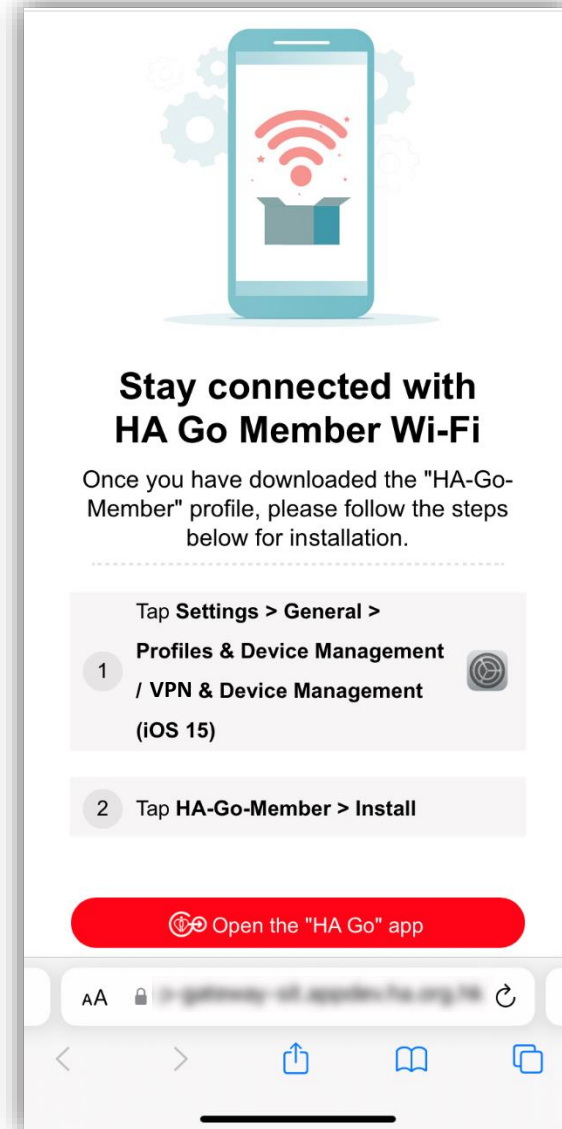 Stay connected with
HA Go Member Wi-Fi
Once you have downloaded the "HA-Go-
Member" profile, please follow the steps
below for installation.
Tap Settings > General >
Profiles & Device Management
1
/ VPN & Device Management
(iOS 15)
2 Tap HA-Go-Member > Install
Open the "HA Go" app
AA